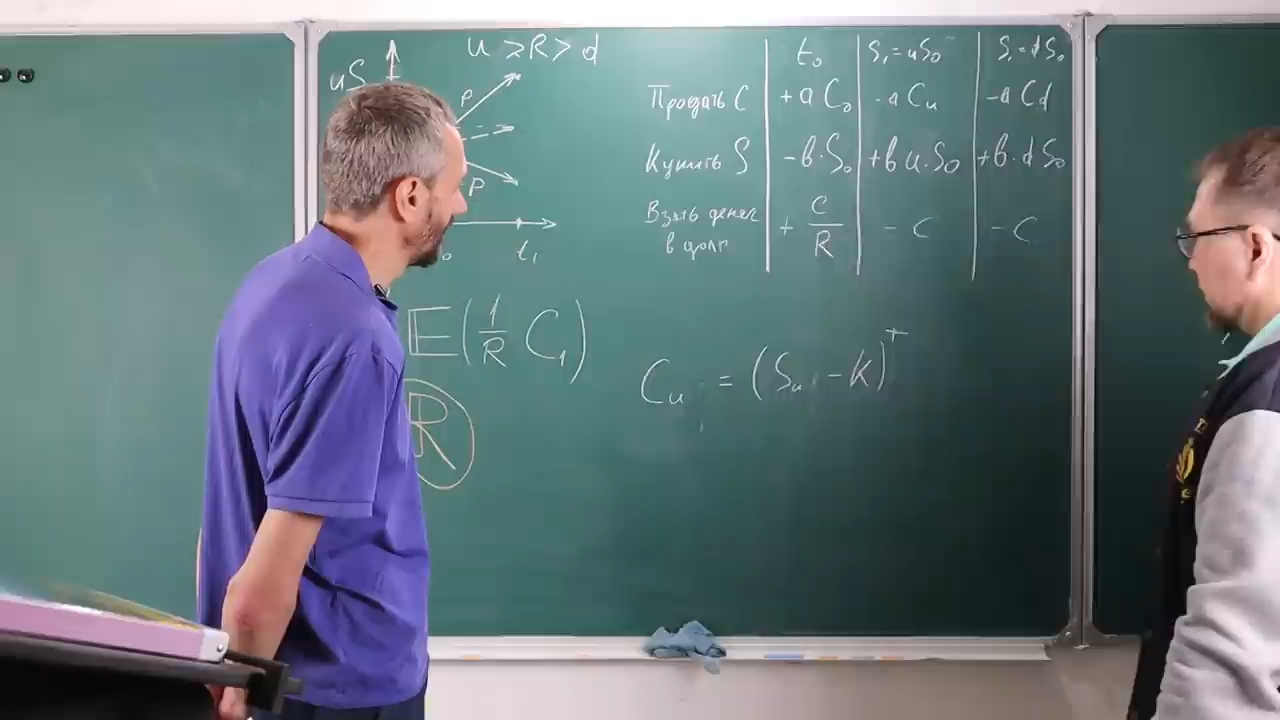 u ⩾ R > d
uS
P
P
t₁
𝔼(1/R C₁)
R
t₀ | S₁ = uS₀ | S₁ = dS₀
Продать C | + a C₀ | - a Cu | - a Cd
Купить S | - b · S₀ | + b u · S₀ | + b · d S₀
Взять денег | + c/R | - c | - c
в долг
Cu = (Su - K)⁺